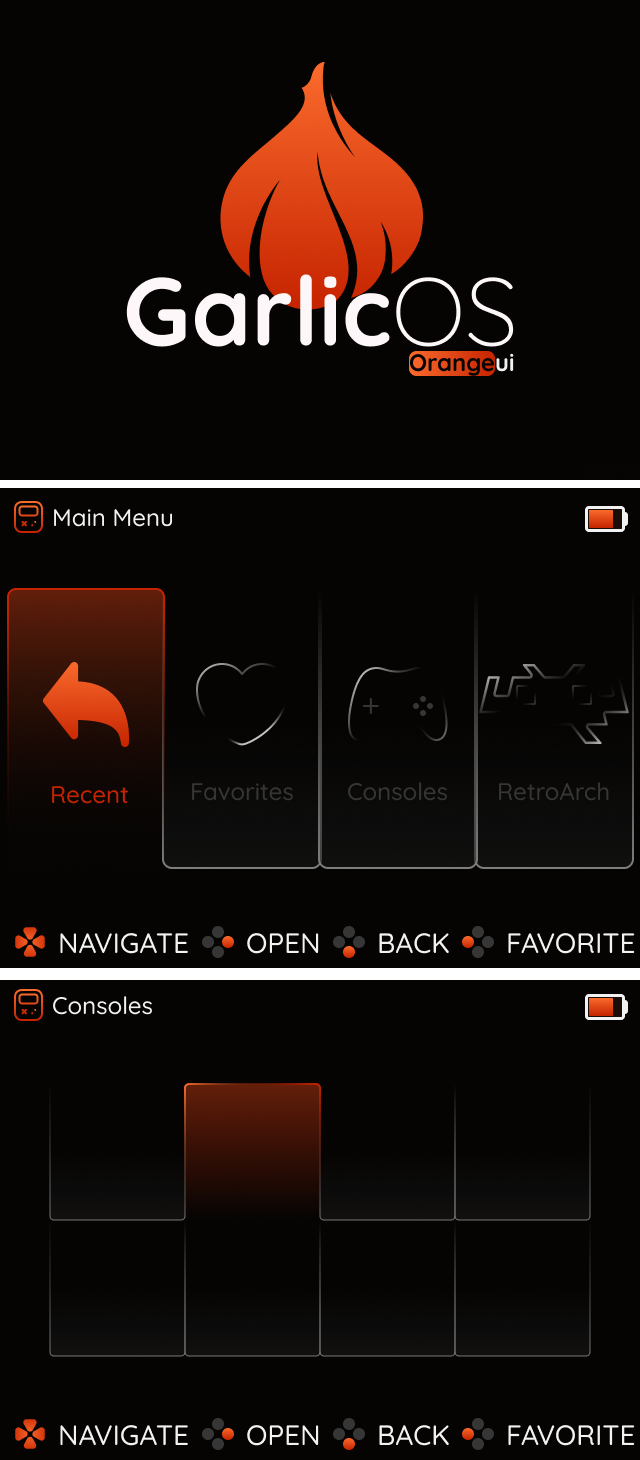 GarlicOS
Orangeui
Main Menu
Recent Favorites Consoles RetroArch
NAVIGATE OPEN BACK FAVORITE
Consoles
NAVIGATE OPEN BACK FAVORITE